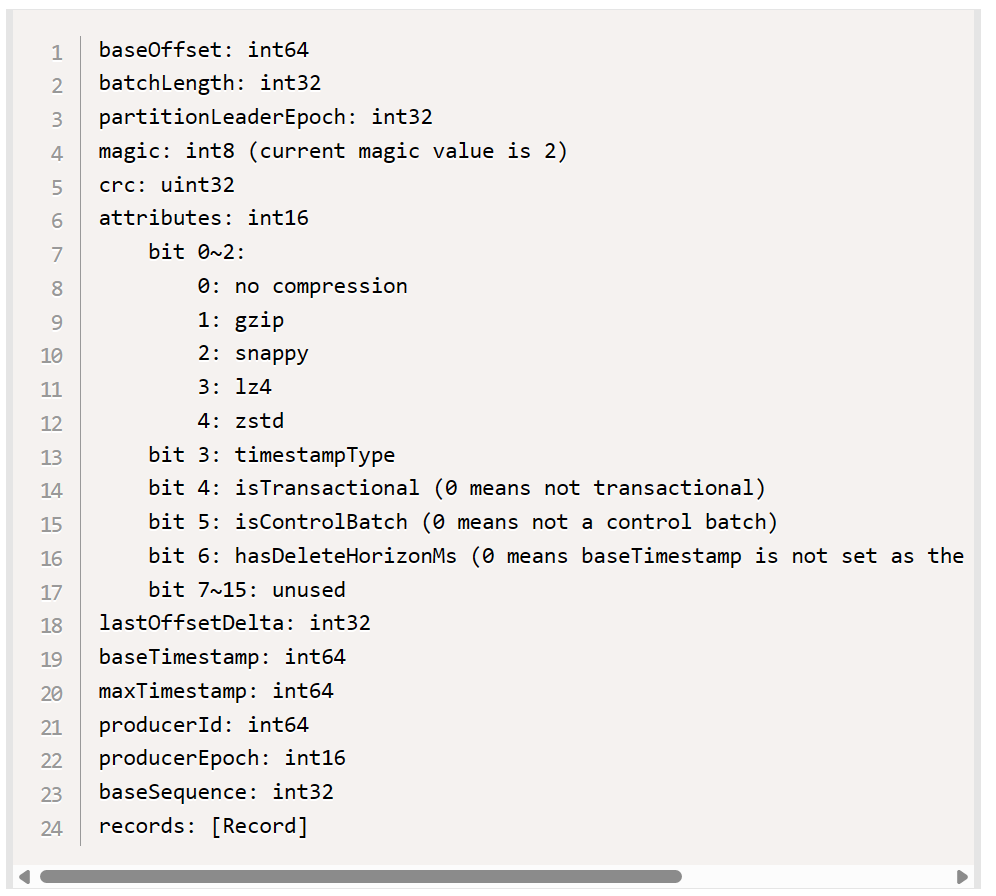 1 baseOffset: int64
2 batchLength: int32
3 partitionLeaderEpoch: int32
4 magic: int8 (current magic value is 2)
5 crc: uint32
6 attributes: int16
7     bit 0~2:
8         0: no compression
9         1: gzip
10         2: snappy
11         3: lz4
12         4: zstd
13     bit 3: timestampType
14     bit 4: isTransactional (0 means not transactional)
15     bit 5: isControlBatch (0 means not a control batch)
16     bit 6: hasDeleteHorizonMs (0 means baseTimestamp is not set as the
17     bit 7~15: unused
18 lastOffsetDelta: int32
19 baseTimestamp: int64
20 maxTimestamp: int64
21 producerId: int64
22 producerEpoch: int16
23 baseSequence: int32
24 records: [Record]